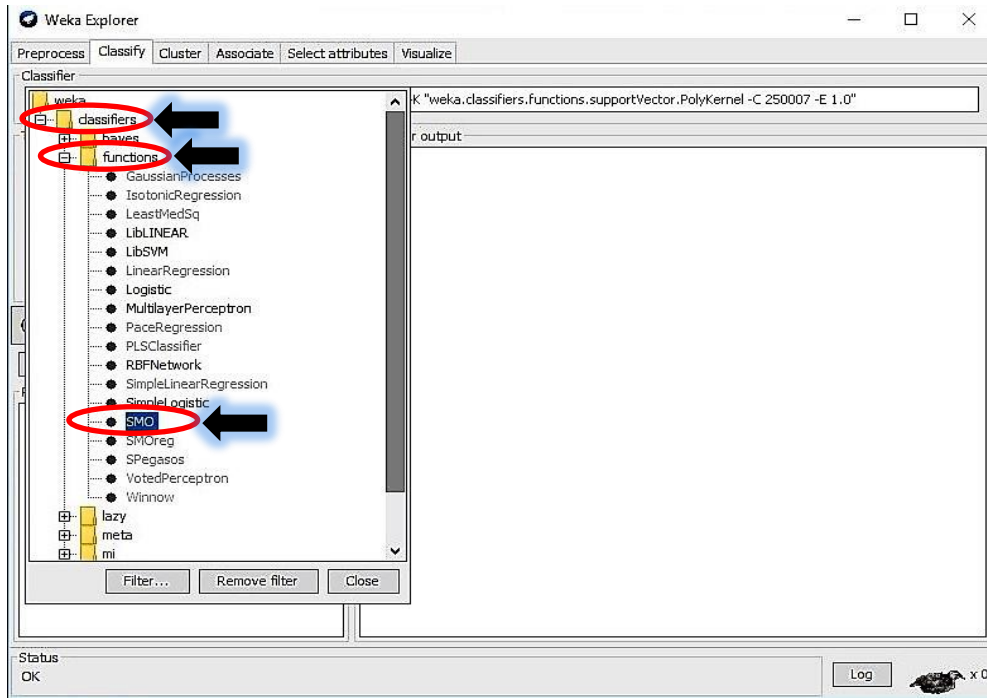 Weka Explorer
Preprocess Classify Cluster Associate Select attributes Visualize
Classifier
weka
-K "weka.classifiers.functions.supportVector.PolyKernel -C 250007 -E 1.0"
classifiers
bayes
r output
functions
GaussianProcesses
IsotonicRegression
LeastMedSq
LibLINEAR
LibSVM
LinearRegression
Logistic
MultilayerPerceptron
PaceRegression
PLSClassifier
RBFNetwork
SimpleLinearRegression
SimpleLogistic
SMO
SMOreg
SPegasos
VotedPerceptron
Winnow
lazy
meta
mi
Filter... Remove filter Close
Status
OK
Log
x 0